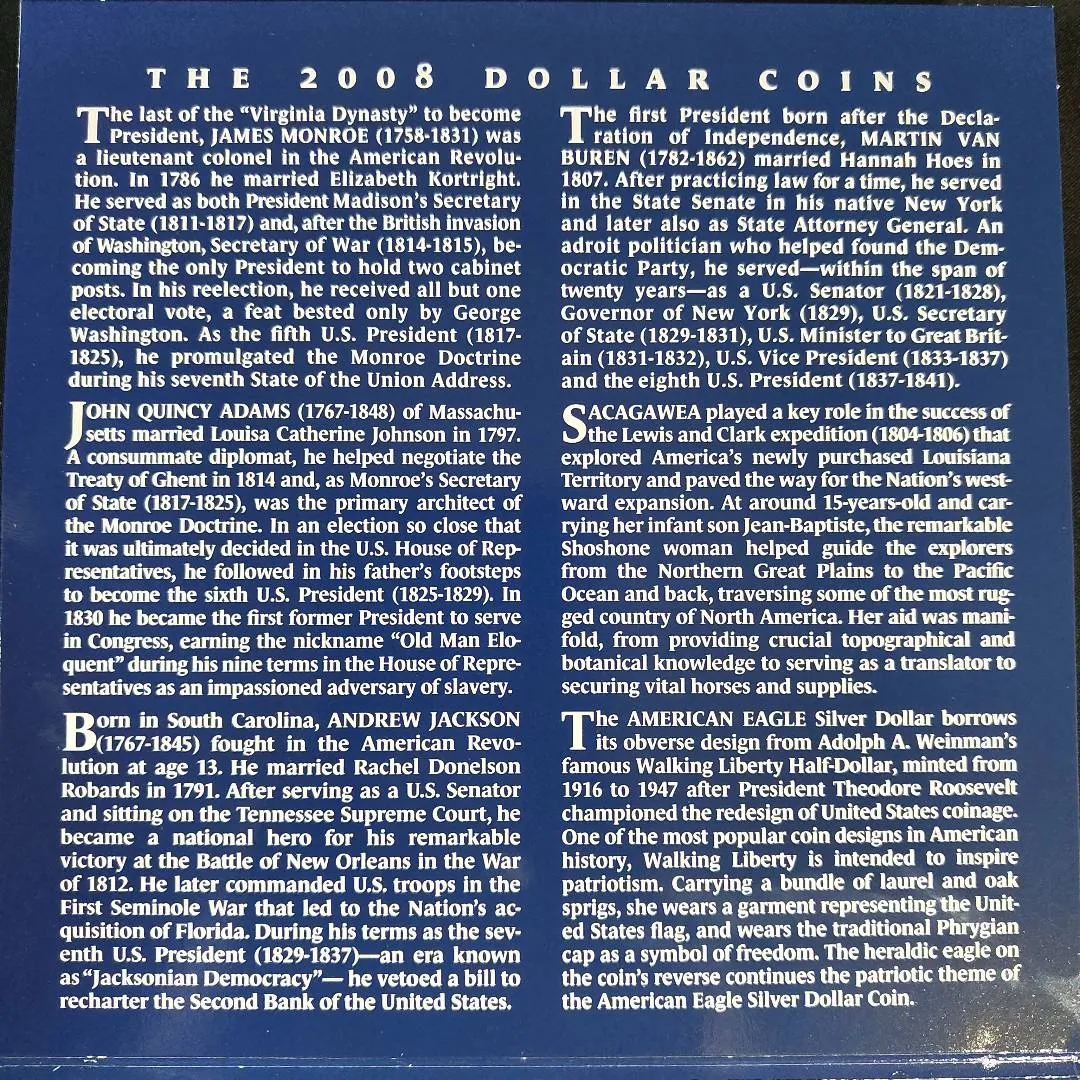 THE 2008 DOLLAR COINS
The last of the “Virginia Dynasty” to become
President, JAMES MONROE (1758-1831) was
a lieutenant colonel in the American Revolu-
tion. In 1786 he married Elizabeth Kortright.
He served as both President Madison’s Secretary
of State (1811-1817) and, after the British invasion
of Washington, Secretary of War (1814-1815), be-
coming the only President to hold two cabinet
posts. In his reelection, he received all but one
electoral vote, a feat bested only by George
Washington. As the fifth U.S. President (1817-
1825), he promulgated the Monroe Doctrine
during his seventh State of the Union Address.
JOHN QUINCY ADAMS (1767-1848) of Massachu-
setts married Louisa Catherine Johnson in 1797.
A consummate diplomat, he helped negotiate the
Treaty of Ghent in 1814 and, as Monroe’s Secretary
of State (1817-1825), was the primary architect of
the Monroe Doctrine. In an election so close that
it was ultimately decided in the U.S. House of Rep-
resentatives, he followed in his father’s footsteps
to become the sixth U.S. President (1825-1829). In
1830 he became the first former President to serve
in Congress, earning the nickname “Old Man Elo-
quent” during his nine terms in the House of Repre-
sentatives as an impassioned adversary of slavery.
Born in South Carolina, ANDREW JACKSON
(1767-1845) fought in the American Revo-
lution at age 13. He married Rachel Donelson
Robards in 1791. After serving as a U.S. Senator
and sitting on the Tennessee Supreme Court, he
became a national hero for his remarkable
victory at the Battle of New Orleans in the War
of 1812. He later commanded U.S. troops in the
First Seminole War that led to the Nation’s ac-
quisition of Florida. During his terms as the sev-
enth U.S. President (1829-1837)—an era known
as “Jacksonian Democracy”— he vetoed a bill to
recharter the Second Bank of the United States.
The first President born after the Decla-
ration of Independence, MARTIN VAN
BUREN (1782-1862) married Hannah Hoes in
1807. After practicing law for a time, he served
in the State Senate in his native New York
and later also as State Attorney General. An
adroit politician who helped found the Dem-
ocratic Party, he served—within the span of
twenty years—as a U.S. Senator (1821-1828),
Governor of New York (1829), U.S. Secretary
of State (1829-1831), U.S. Minister to Great Brit-
ain (1831-1832), U.S. Vice President (1833-1837)
and the eighth U.S. President (1837-1841).
SACAGAWEA played a key role in the success of
the Lewis and Clark expedition (1804-1806) that
explored America’s newly purchased Louisiana
Territory and paved the way for the Nation’s west-
ward expansion. At around 15-years-old and car-
rying her infant son Jean-Baptiste, the remarkable
Shoshone woman helped guide the explorers
from the Northern Great Plains to the Pacific
Ocean and back, traversing some of the most rug-
ged country of North America. Her aid was mani-
fold, from providing crucial topographical and
botanical knowledge to serving as a translator to
securing vital horses and supplies.
The AMERICAN EAGLE Silver Dollar borrows
its obverse design from Adolph A. Weinman’s
famous Walking Liberty Half-Dollar, minted from
1916 to 1947 after President Theodore Roosevelt
championed the redesign of United States coinage.
One of the most popular coin designs in American
history, Walking Liberty is intended to inspire
patriotism. Carrying a bundle of laurel and oak
sprigs, she wears a garment representing the Unit-
ed States flag, and wears the traditional Phrygian
cap as a symbol of freedom. The heraldic eagle on
the coin’s reverse continues the patriotic theme of
the American Eagle Silver Dollar Coin.